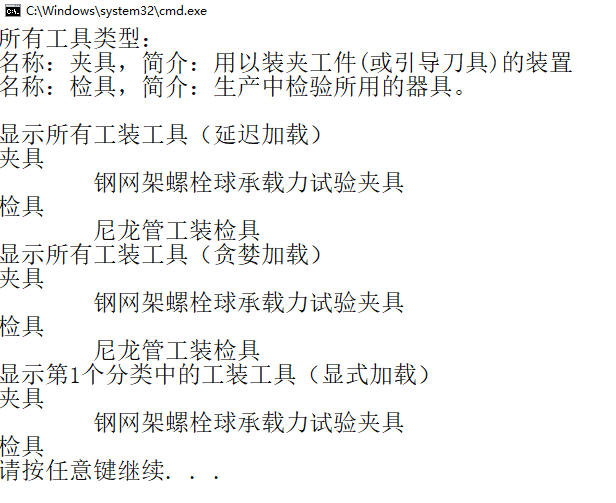 C:\Windows\system32\cmd.exe
所有工具类型：
名称：夹具，简介：用以装夹工件(或引导刀具)的装置
名称：检具，简介：生产中检验所用的器具。
显示所有工装工具（延迟加载）
夹具
钢网架螺栓球承载力试验夹具
检具
尼龙管工装检具
显示所有工装工具（贪婪加载）
夹具
钢网架螺栓球承载力试验夹具
检具
尼龙管工装检具
显示第1个分类中的工装工具（显式加载）
夹具
钢网架螺栓球承载力试验夹具
检具
请按任意键继续. . .